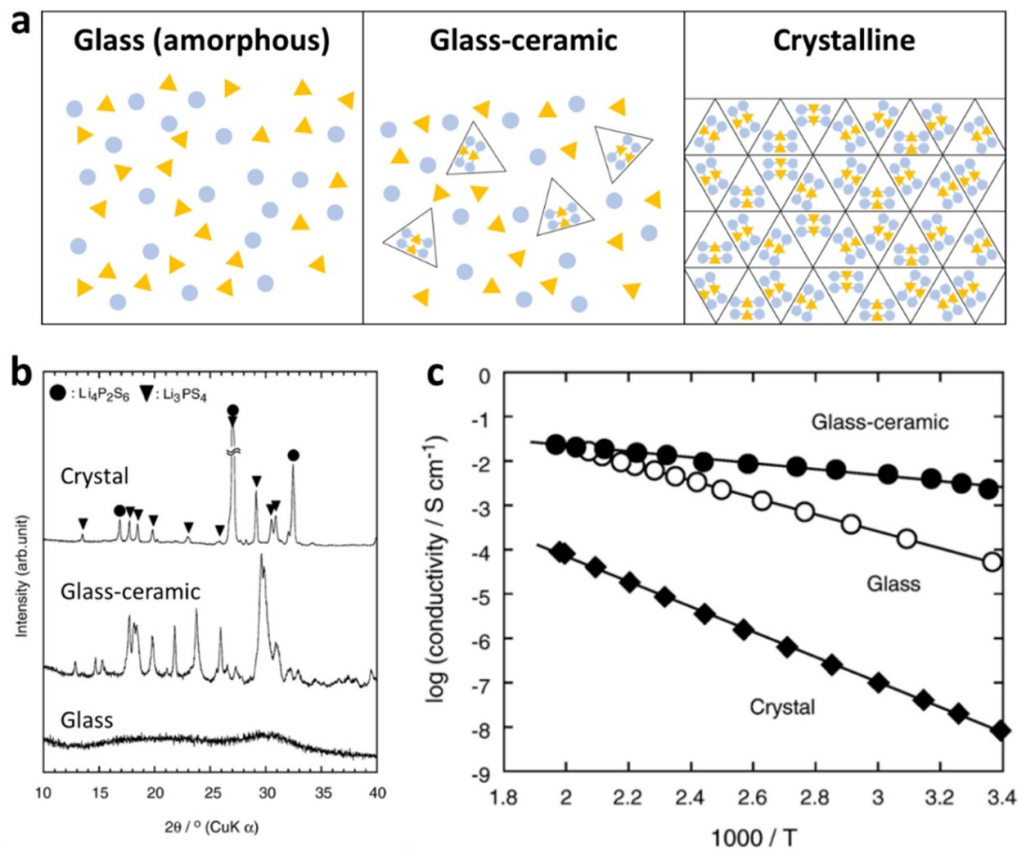 a
Glass (amorphous)
Glass-ceramic
Crystalline
b
● : Li₄P₂S₆ ▼ : Li₃PS₄
Crystal
Glass-ceramic
Glass
Intensity (arb.unit)
10 15 20 25 30 35 40
2θ / ° (CuK α)
c
0
-1
-2
-3
-4
-5
-6
-7
-8
-9
log (conductivity / S cm⁻¹)
Glass-ceramic
Glass
Crystal
1.8 2 2.2 2.4 2.6 2.8 3 3.2 3.4
1000 / T